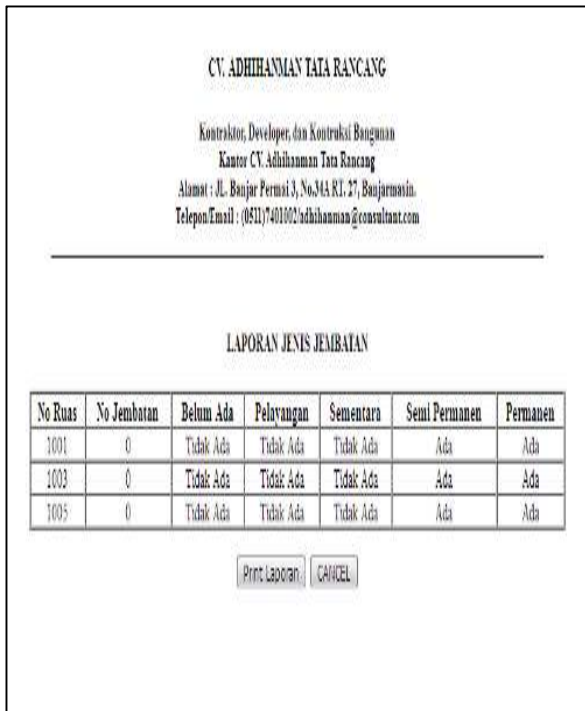 CV. ADHIHANMAN TATA RANCANG
Kontraktor, Developer, dan Kontruksi Bangunan
Kantor CV. Adhihanman Tata Rancang
Alamat : JL. Banjar Permai 3, No.34A RT. 27, Banjarmasin.
Telepon/Email : (0511)7401002/adhihanman@consultant.com
LAPORAN JENIS JEMBATAN
No Ruas No Jembatan Belum Ada Pelayangan Sementara Semi Permanen Permanen
1001 0 Tidak Ada Tidak Ada Tidak Ada Ada Ada
1003 0 Tidak Ada Tidak Ada Tidak Ada Ada Ada
1005 0 Tidak Ada Tidak Ada Tidak Ada Ada Ada
Print Laporan CANCEL